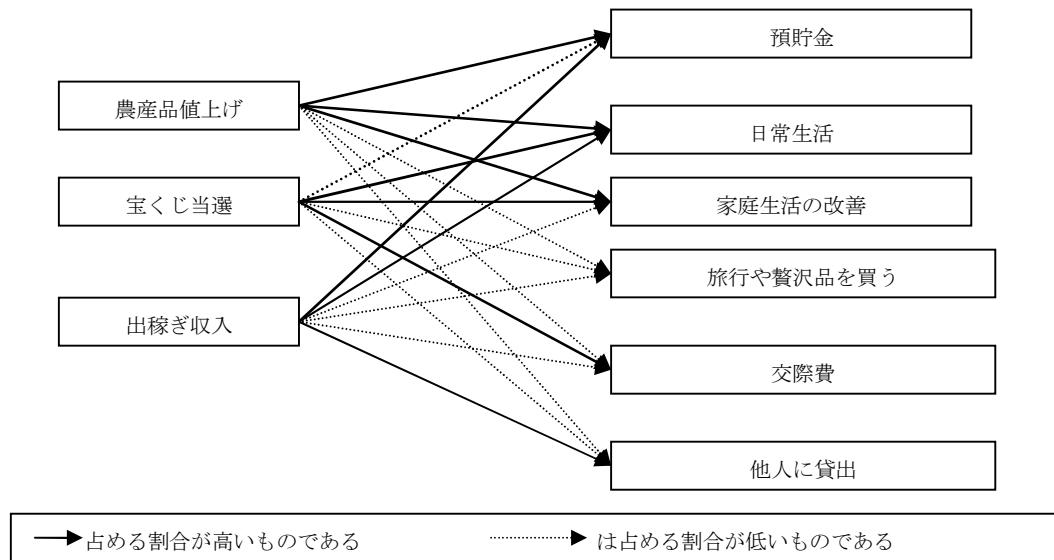 預貯金
農産品値上げ
日常生活
宝くじ当選
家庭生活の改善
旅行や贅沢品を買う
出稼ぎ収入
交際費
他人に貸出
占める割合が高いものである
は占める割合が低いものである